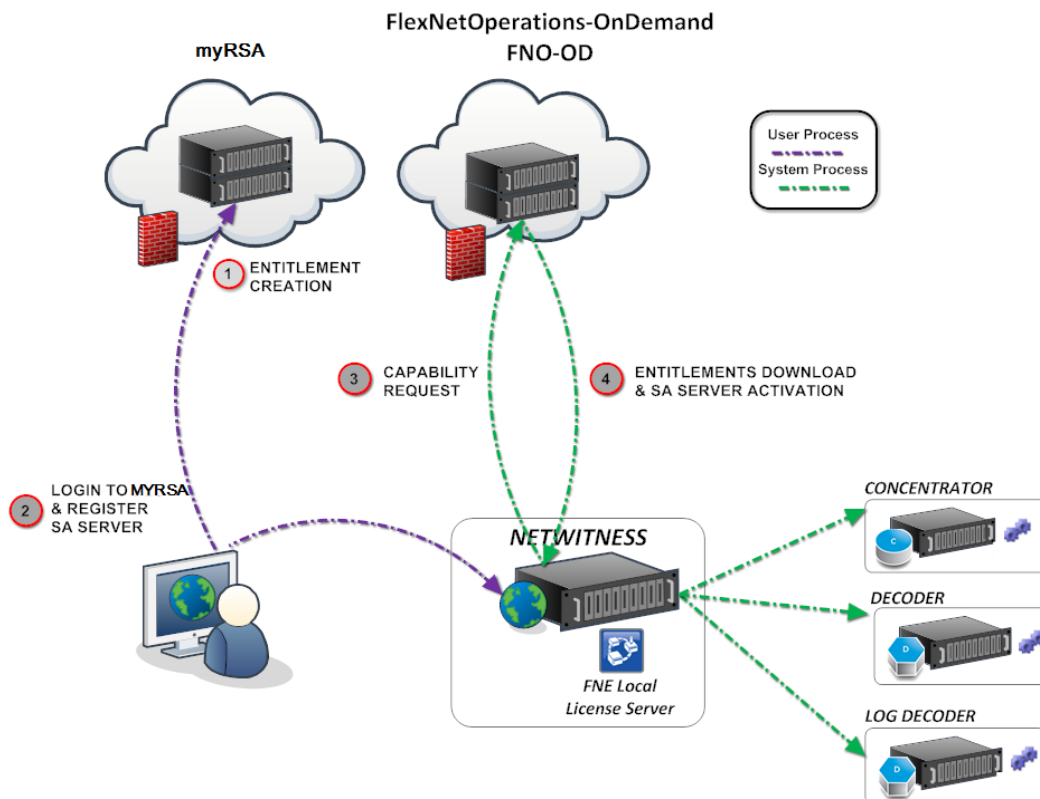 FlexNetOperations-OnDemand
FNO-OD
myRSA
User Process
System Process
1
ENTITLEMENT
CREATION
3
CAPABILITY
REQUEST
4
ENTITLEMENTS DOWNLOAD
& SA SERVER ACTIVATION
2
LOGIN TO MYRSA
& REGISTER
SA SERVER
NETWITNESS
FNE Local
License Server
CONCENTRATOR
C
DECODER
D
LOG DECODER
D